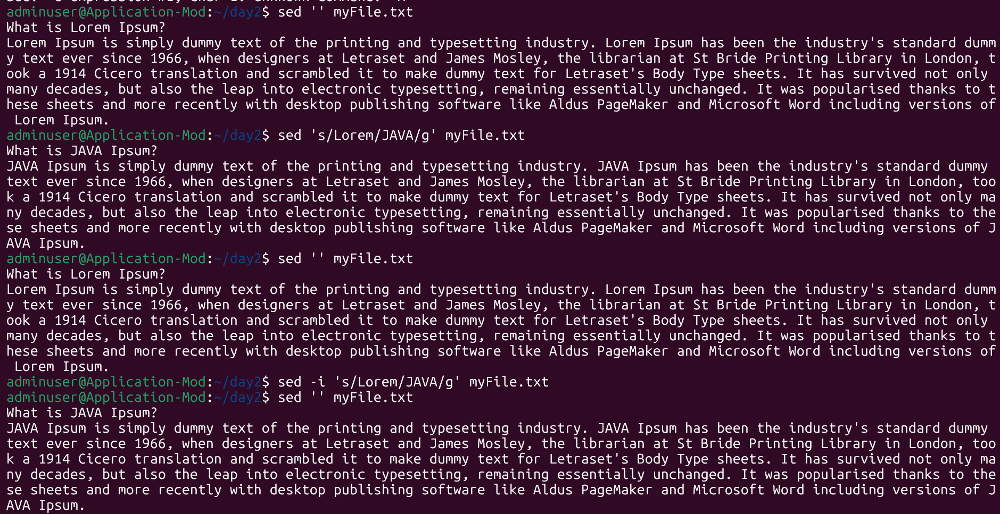 adminuser@Application-Mod:~/day2$ sed '' myFile.txt
What is Lorem Ipsum?
Lorem Ipsum is simply dummy text of the printing and typesetting industry. Lorem Ipsum has been the industry's standard dumm
y text ever since 1966, when designers at Letraset and James Mosley, the librarian at St Bride Printing Library in London, t
ook a 1914 Cicero translation and scrambled it to make dummy text for Letraset's Body Type sheets. It has survived not only
many decades, but also the leap into electronic typesetting, remaining essentially unchanged. It was popularised thanks to t
hese sheets and more recently with desktop publishing software like Aldus PageMaker and Microsoft Word including versions of
 Lorem Ipsum.
adminuser@Application-Mod:~/day2$ sed 's/Lorem/JAVA/g' myFile.txt
What is JAVA Ipsum?
JAVA Ipsum is simply dummy text of the printing and typesetting industry. JAVA Ipsum has been the industry's standard dummy
text ever since 1966, when designers at Letraset and James Mosley, the librarian at St Bride Printing Library in London, too
k a 1914 Cicero translation and scrambled it to make dummy text for Letraset's Body Type sheets. It has survived not only ma
ny decades, but also the leap into electronic typesetting, remaining essentially unchanged. It was popularised thanks to the
se sheets and more recently with desktop publishing software like Aldus PageMaker and Microsoft Word including versions of J
AVA Ipsum.
adminuser@Application-Mod:~/day2$ sed '' myFile.txt
What is Lorem Ipsum?
Lorem Ipsum is simply dummy text of the printing and typesetting industry. Lorem Ipsum has been the industry's standard dumm
y text ever since 1966, when designers at Letraset and James Mosley, the librarian at St Bride Printing Library in London, t
ook a 1914 Cicero translation and scrambled it to make dummy text for Letraset's Body Type sheets. It has survived not only
many decades, but also the leap into electronic typesetting, remaining essentially unchanged. It was popularised thanks to t
hese sheets and more recently with desktop publishing software like Aldus PageMaker and Microsoft Word including versions of
 Lorem Ipsum.
adminuser@Application-Mod:~/day2$ sed -i 's/Lorem/JAVA/g' myFile.txt
adminuser@Application-Mod:~/day2$ sed '' myFile.txt
What is JAVA Ipsum?
JAVA Ipsum is simply dummy text of the printing and typesetting industry. JAVA Ipsum has been the industry's standard dummy
text ever since 1966, when designers at Letraset and James Mosley, the librarian at St Bride Printing Library in London, too
k a 1914 Cicero translation and scrambled it to make dummy text for Letraset's Body Type sheets. It has survived not only ma
ny decades, but also the leap into electronic typesetting, remaining essentially unchanged. It was popularised thanks to the
se sheets and more recently with desktop publishing software like Aldus PageMaker and Microsoft Word including versions of J
AVA Ipsum.